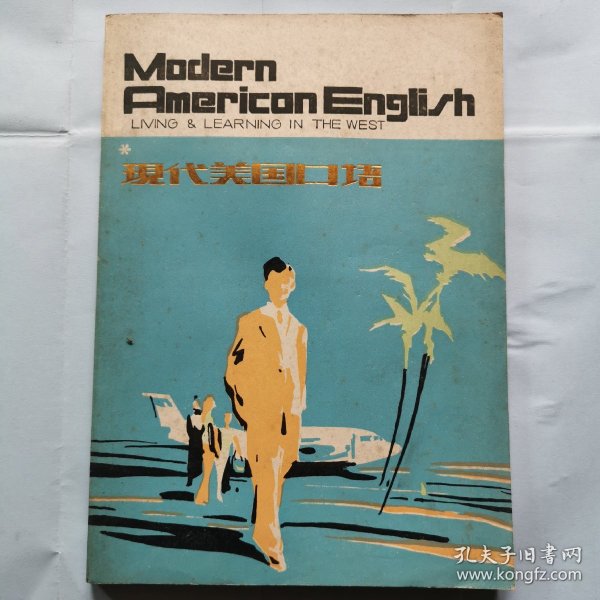 Modern
American English
LIVING & LEARNING IN THE WEST
*
現代美国口语
孔夫子旧书网
www.kongfz.com